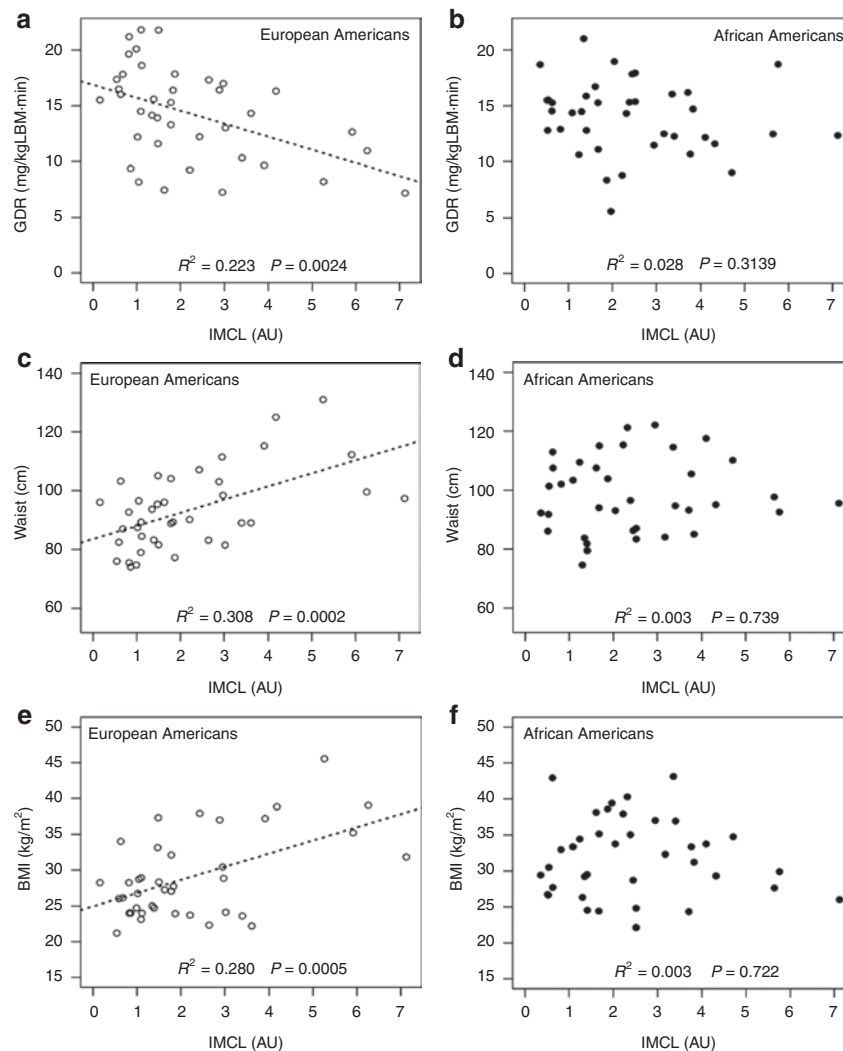 a
European Americans
20
15
10
5
0
GDR (mg/kgLBM·min)
R² = 0.223 P = 0.0024
0 1 2 3 4 5 6 7
IMCL (AU)
b
African Americans
20
15
10
5
0
GDR (mg/kgLBM·min)
R² = 0.028 P = 0.3139
0 1 2 3 4 5 6 7
IMCL (AU)
c
European Americans
140
120
100
80
60
Waist (cm)
R² = 0.308 P = 0.0002
0 1 2 3 4 5 6 7
IMCL (AU)
d
African Americans
140
120
100
80
60
Waist (cm)
R² = 0.003 P = 0.739
0 1 2 3 4 5 6 7
IMCL (AU)
e
European Americans
50
45
40
35
30
25
20
15
BMI (kg/m²)
R² = 0.280 P = 0.0005
0 1 2 3 4 5 6 7
IMCL (AU)
f
African Americans
50
45
40
35
30
25
20
15
BMI (kg/m²)
R² = 0.003 P = 0.722
0 1 2 3 4 5 6 7
IMCL (AU)